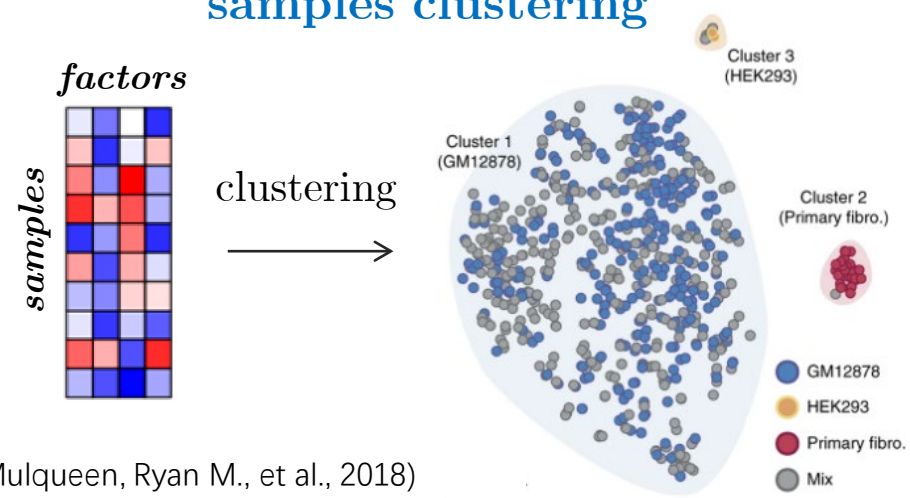 samples clustering
factors
samples
clustering
Cluster 3
(HEK293)
Cluster 1
(GM12878)
Cluster 2
(Primary fibro.)
GM12878
HEK293
Primary fibro.
Mix
Mulqueen, Ryan M., et al., 2018)